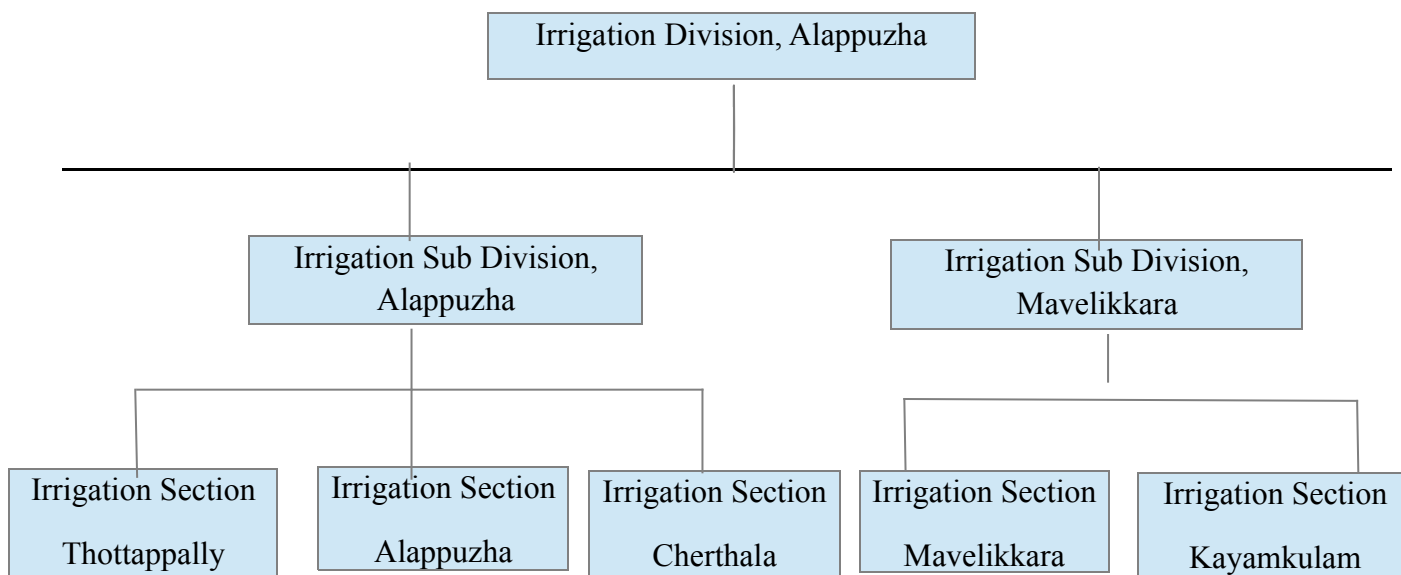 Irrigation Division, Alappuzha
Irrigation Sub Division,
Alappuzha
Irrigation Sub Division,
Mavelikkara
Irrigation Section
Thottappally
Irrigation Section
Alappuzha
Irrigation Section
Cherthala
Irrigation Section
Mavelikkara
Irrigation Section
Kayamkulam